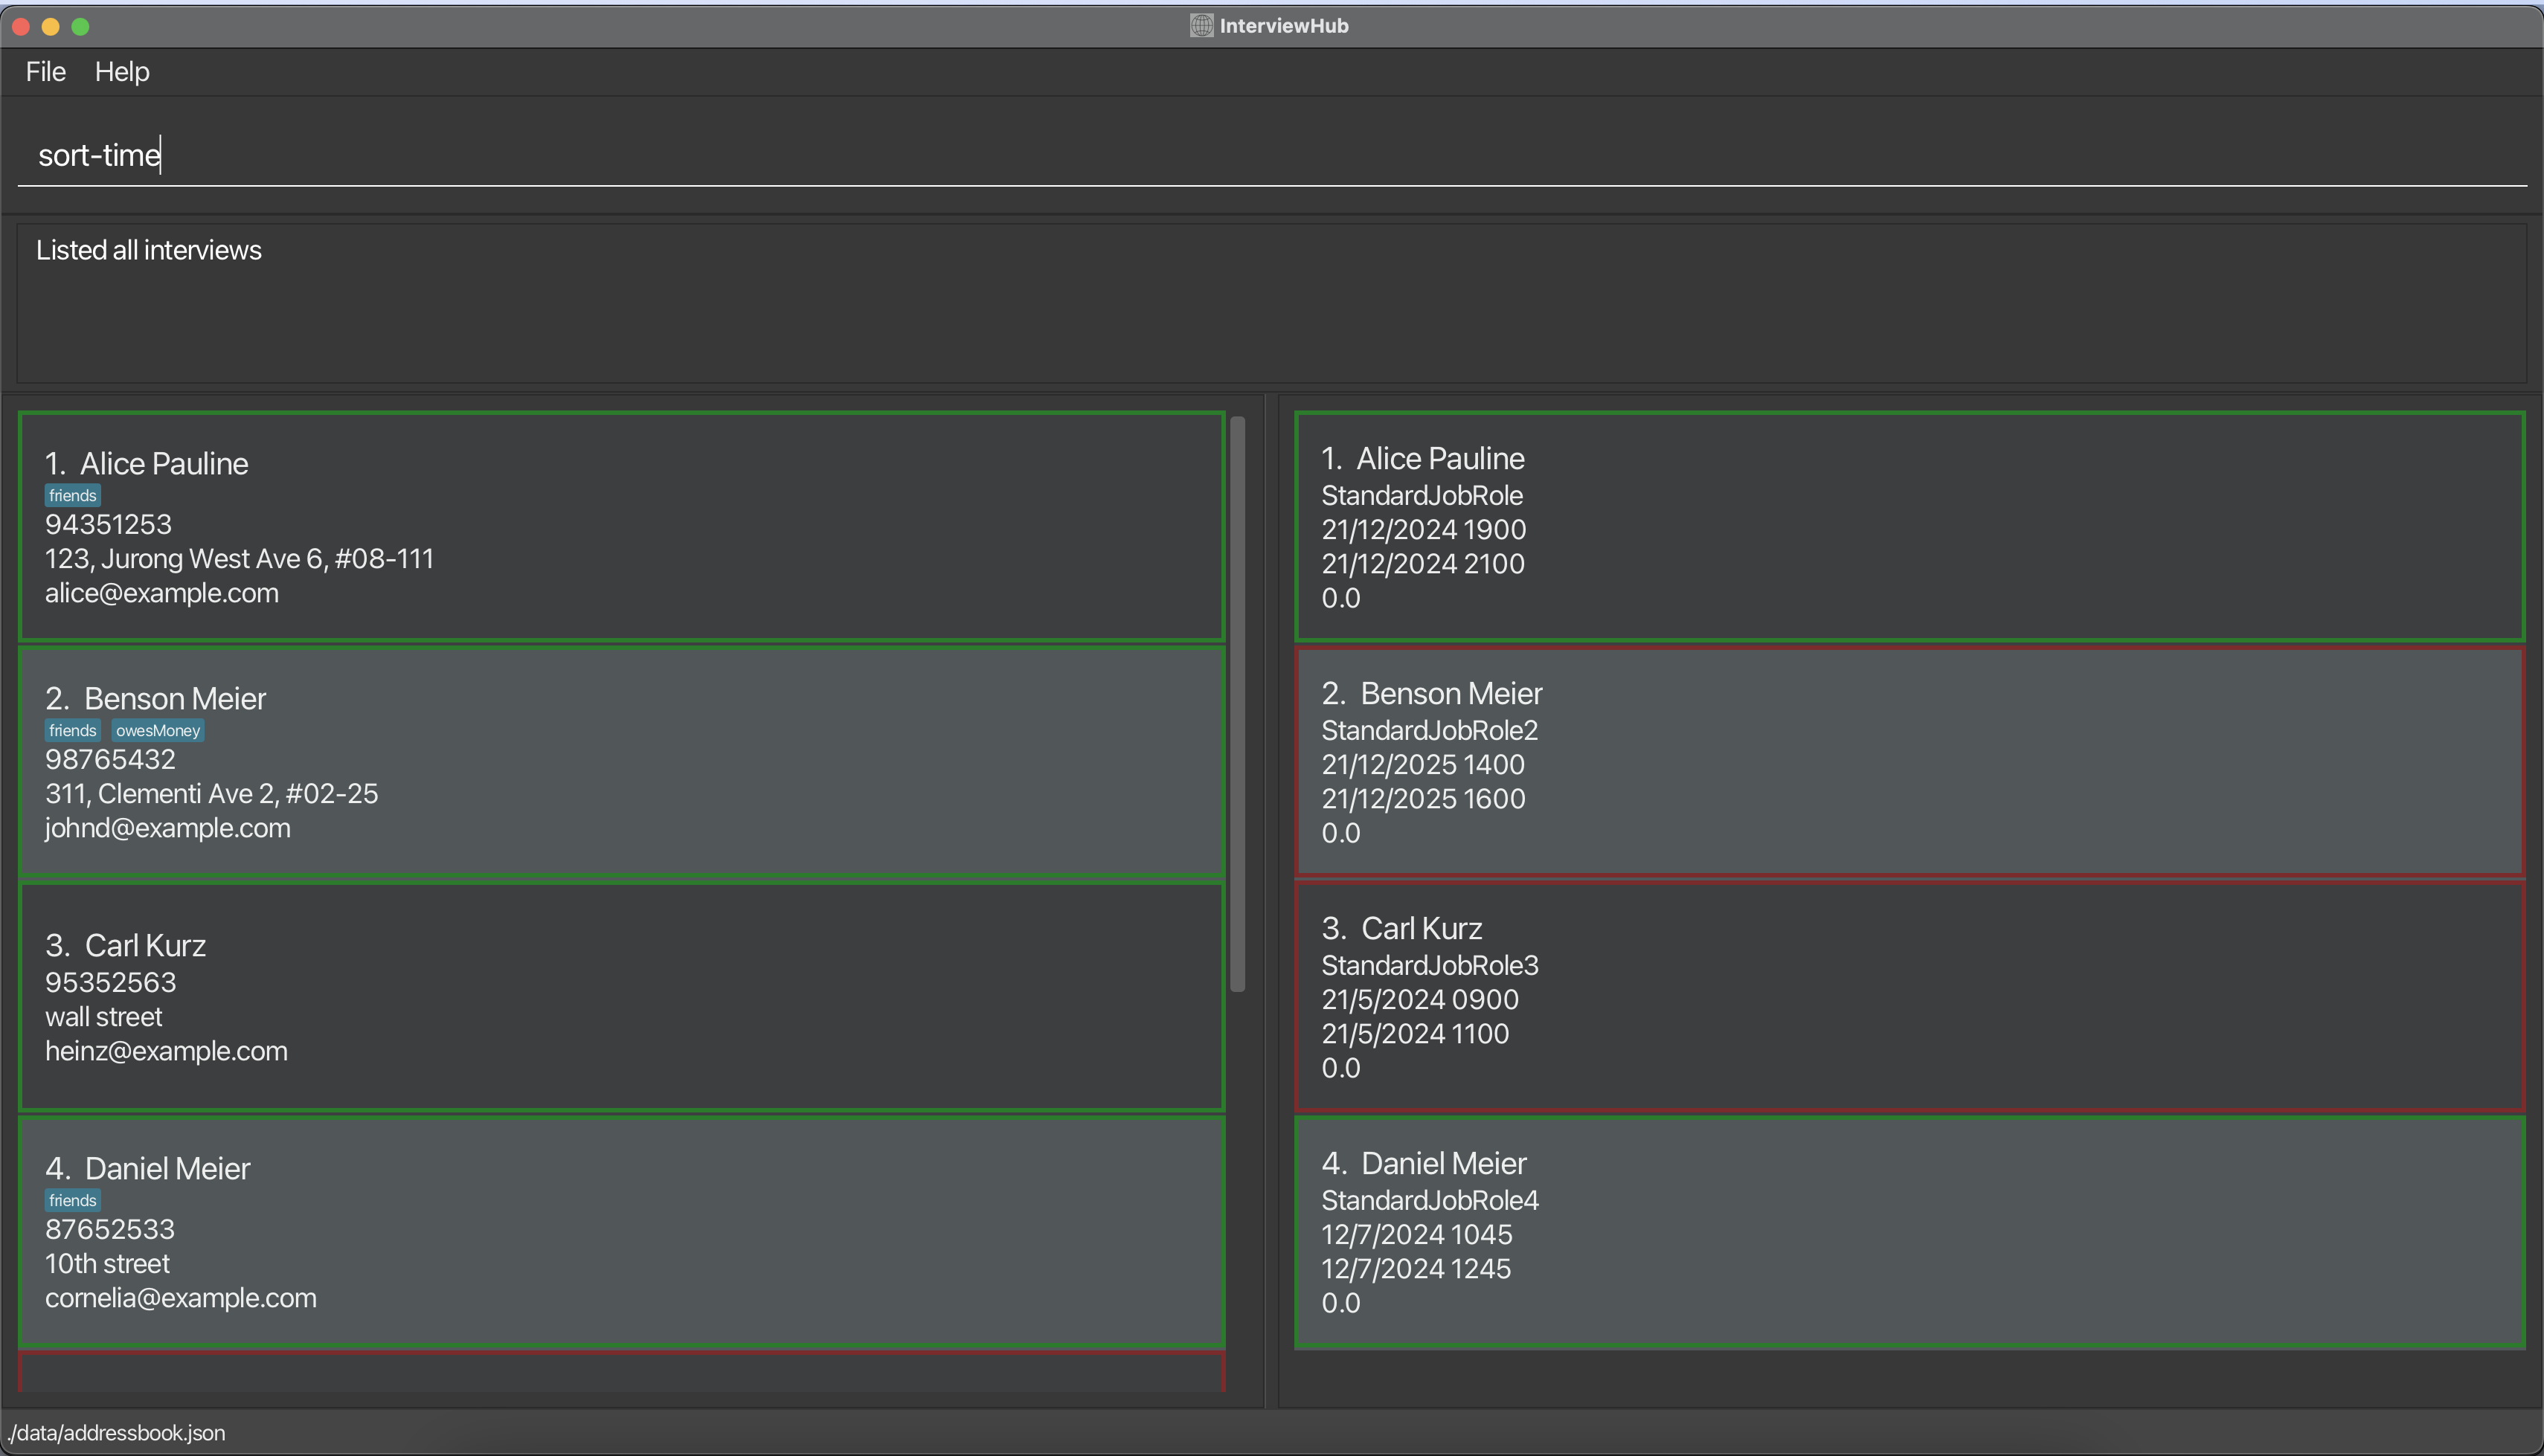 InterviewHub
File Help
sort-time
Listed all interviews
1. Alice Pauline
friends
94351253
123, Jurong West Ave 6, #08-111
alice@example.com
2. Benson Meier
friends owesMoney
98765432
311, Clementi Ave 2, #02-25
johnd@example.com
3. Carl Kurz
95352563
wall street
heinz@example.com
4. Daniel Meier
friends
87652533
10th street
cornelia@example.com
1. Alice Pauline
StandardJobRole
21/12/2024 1900
21/12/2024 2100
0.0
2. Benson Meier
StandardJobRole2
21/12/2025 1400
21/12/2025 1600
0.0
3. Carl Kurz
StandardJobRole3
21/5/2024 0900
21/5/2024 1100
0.0
4. Daniel Meier
StandardJobRole4
12/7/2024 1045
12/7/2024 1245
0.0
./data/addressbook.json